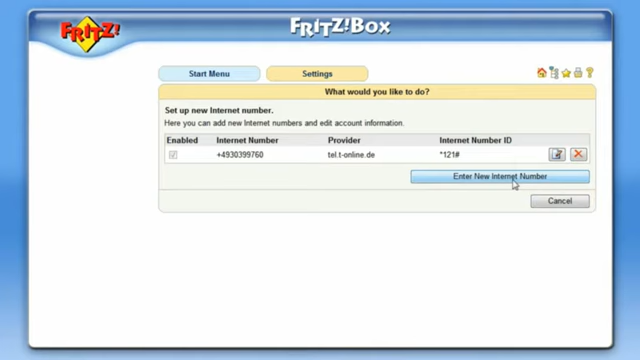 FRITZ!
FRITZ!Box
Start Menu
Settings
What would you like to do?
Set up new Internet number.
Here you can add new Internet numbers and edit account information.
Enabled Internet Number Provider Internet Number ID
+4930399760 tel.t-online.de *121#
Enter New Internet Number
Cancel